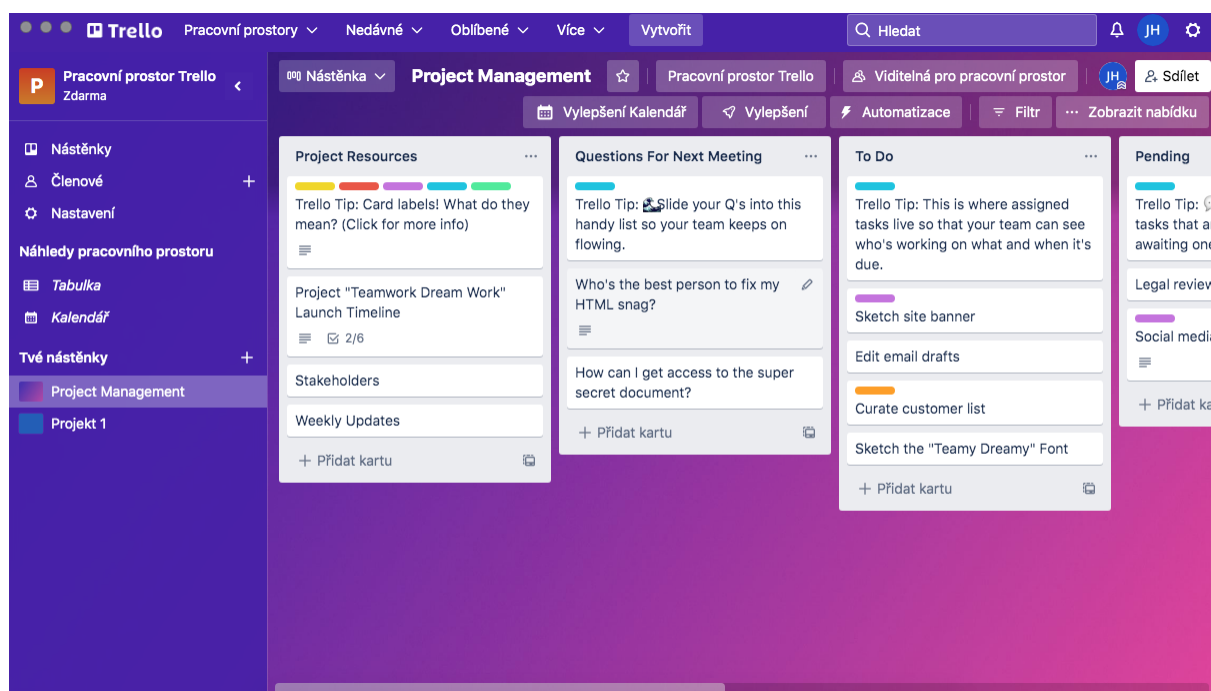 Trello Pracovní prostory Nedávné Oblíbené Více Vytvořit Hledat JH
P Pracovní prostor Trello
Zdarma
Nástěnka Project Management Pracovní prostor Trello Viditelná pro pracovní prostor JH Sdílet
Vylepšení Kalendář Vylepšení Automatizace Filtr Zobrazit nabídku
Nástěnky
Členové
Nastavení
Náhledy pracovního prostoru
Tabulka
Kalendář
Tvé nástěnky
Project Management
Projekt 1
Project Resources
Trello Tip: Card labels! What do they
mean? (Click for more info)
Project "Teamwork Dream Work"
Launch Timeline
2/6
Stakeholders
Weekly Updates
+ Přidat kartu
Questions For Next Meeting
Trello Tip: 🌊Slide your Q's into this
handy list so your team keeps on
flowing.
Who's the best person to fix my
HTML snag?
How can I get access to the super
secret document?
+ Přidat kartu
To Do
Trello Tip: This is where assigned
tasks live so that your team can see
who's working on what and when it's
due.
Sketch site banner
Edit email drafts
Curate customer list
Sketch the "Teamy Dreamy" Font
+ Přidat kartu
Pending
Trello Tip: 💬
tasks that a
awaiting one
Legal review
Social media
+ Přidat ka